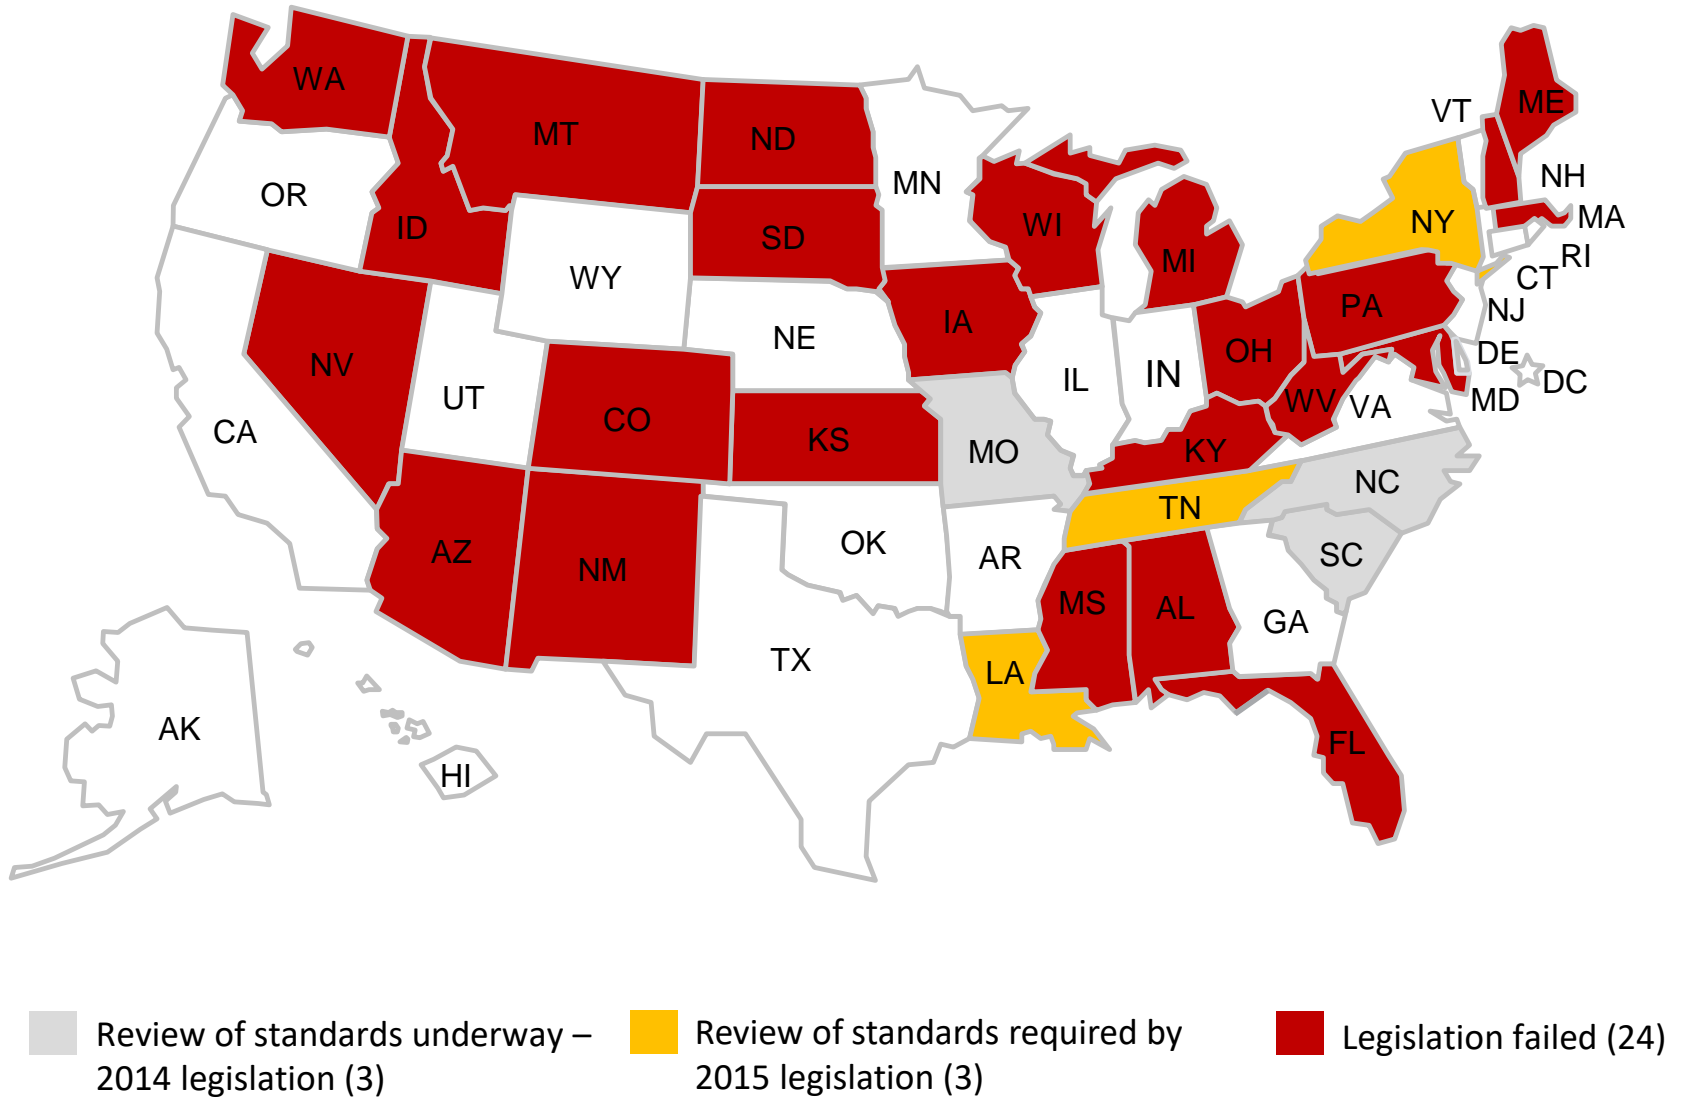 WA
MT
ND
MN
VT
ME
OR
ID
SD
WI
NY
NH
MA
WY
MI
RI
CT
NV
NE
IA
PA
NJ
UT
CO
IL
IN
OH
DE
DC
CA
KS
MO
KY
WV
VA
MD
AZ
NM
OK
AR
TN
NC
SC
TX
LA
MS
AL
GA
AK
HI
FL
Review of standards underway –
2014 legislation (3)
Review of standards required by
2015 legislation (3)
Legislation failed (24)